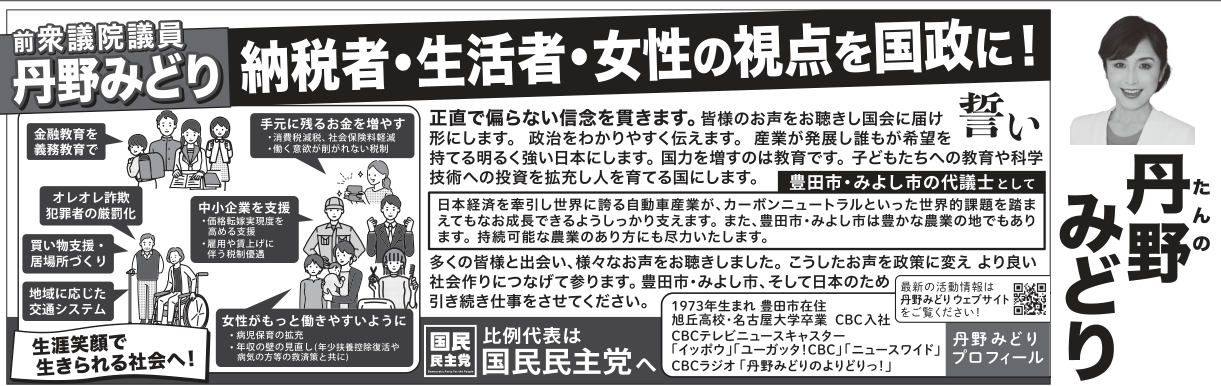 前衆議院議員
丹野みどり
納税者・生活者・女性の視点を国政に!
金融教育を
義務教育で
手元に残るお金を増やす
・消費税減税、社会保険料軽減
・働く意欲が削がれない税制
オレオレ詐欺
犯罪者の厳罰化
中小企業を支援
・価格転嫁実現度を
高める支援
・雇用や賃上げに
伴う税制優遇
買い物支援・
居場所づくり
地域に応じた
交通システム
女性がもっと働きやすいように
・病児保育の拡充
・年収の壁の見直し(年少扶養控除復活や
病気の方等の救済策と共に)
生涯笑顔で
生きられる社会へ!
誓い
正直で偏らない信念を貫きます。皆様のお声をお聴きし国会に届け
形にします。 政治をわかりやすく伝えます。 産業が発展し誰もが希望を
持てる明るく強い日本にします。国力を増すのは教育です。子どもたちへの教育や科学
技術への投資を拡充し人を育てる国にします。
豊田市・みよし市の代議士として
日本経済を牽引し世界に誇る自動車産業が、カーボンニュートラルといった世界的課題を踏ま
えてもなお成長できるようしっかり支えます。また、豊田市・みよし市は豊かな農業の地でもあり
ます。持続可能な農業のあり方にも尽力いたします。
多くの皆様と出会い、様々なお声をお聴きしました。こうしたお声を政策に変え より良い
社会作りにつなげて参ります。豊田市・みよし市、そして日本のため
引き続き仕事をさせてください。
最新の活動情報は
丹野みどりウェブサイト
をご覧ください!
国民
民主党
比例代表は
国民民主党へ
1973年生まれ 豊田市在住
旭丘高校・名古屋大学卒業 CBC入社
CBCテレビニュースキャスター
「イッポウ」「ユーガッタ!CBC」「ニュースワイド」
CBCラジオ「丹野みどりのよりどりっ!」
丹野みどり
プロフィール
たんの
丹野
みどり